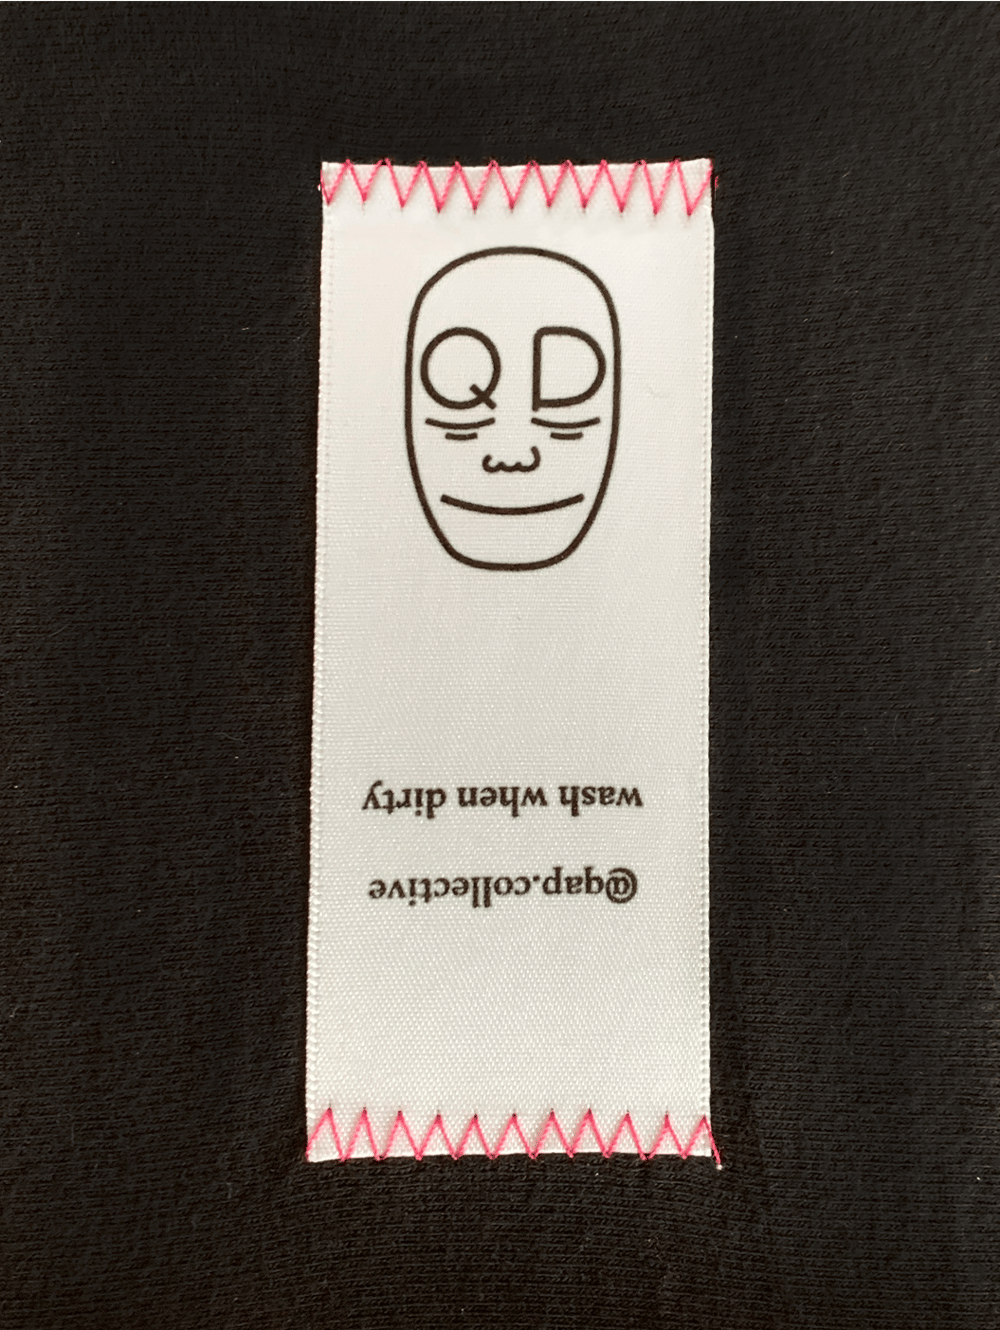 QD
@qap.collective
wash when dirty